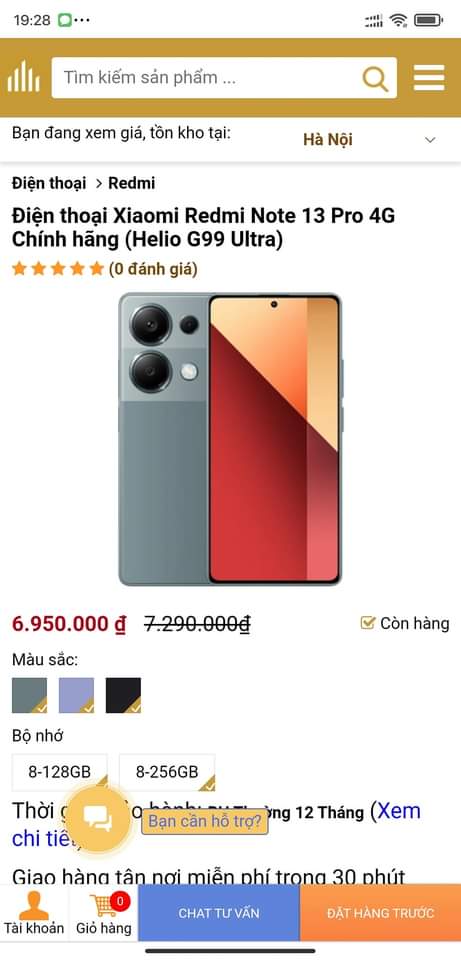 19:28
Tìm kiếm sản phẩm ...
Bạn đang xem giá, tồn kho tại:
Hà Nội
Điện thoại > Redmi
Điện thoại Xiaomi Redmi Note 13 Pro 4G
Chính hãng (Helio G99 Ultra)
(0 đánh giá)
6.950.000 ₫ 7.290.000₫ Còn hàng
Màu sắc:
Bộ nhớ
8-128GB 8-256GB
Thời 12 Tháng (Xem
chi tiết
Bạn cần hỗ trợ?
Giao hàng tận nơi miễn phí trong 30 phút
0
Tài khoản Giỏ hàng CHAT TƯ VẤN ĐẶT HÀNG TRƯỚC